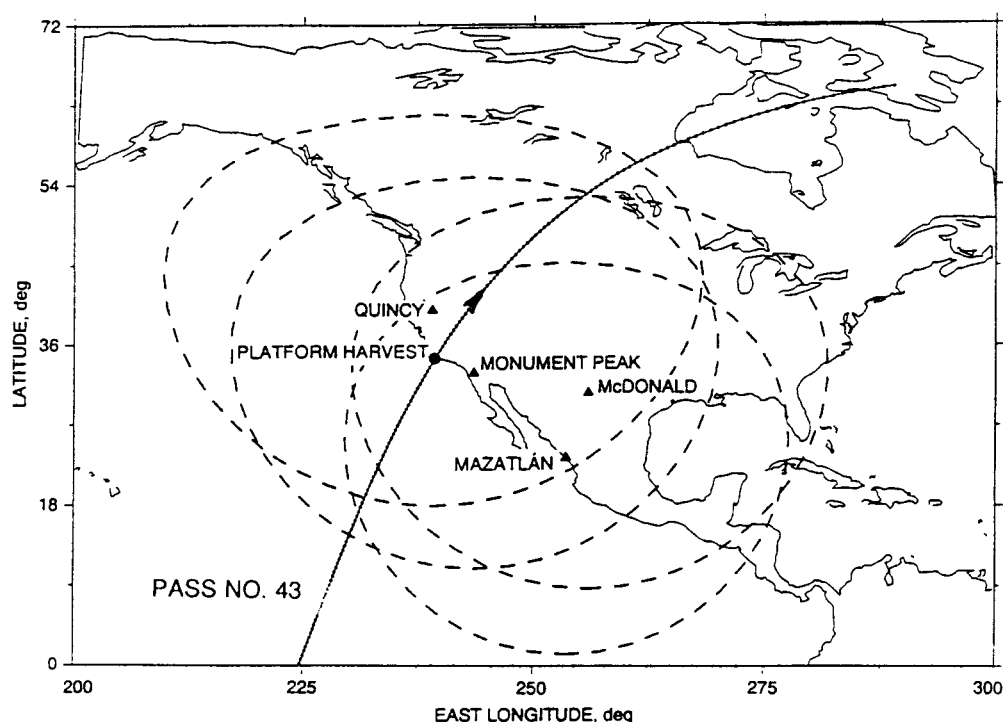 72
54
36
18
0
LATITUDE, deg
QUINCY
PLATFORM HARVEST
MONUMENT PEAK
McDONALD
MAZATLÁN
PASS NO. 43
200
225
250
275
300
EAST LONGITUDE, deg